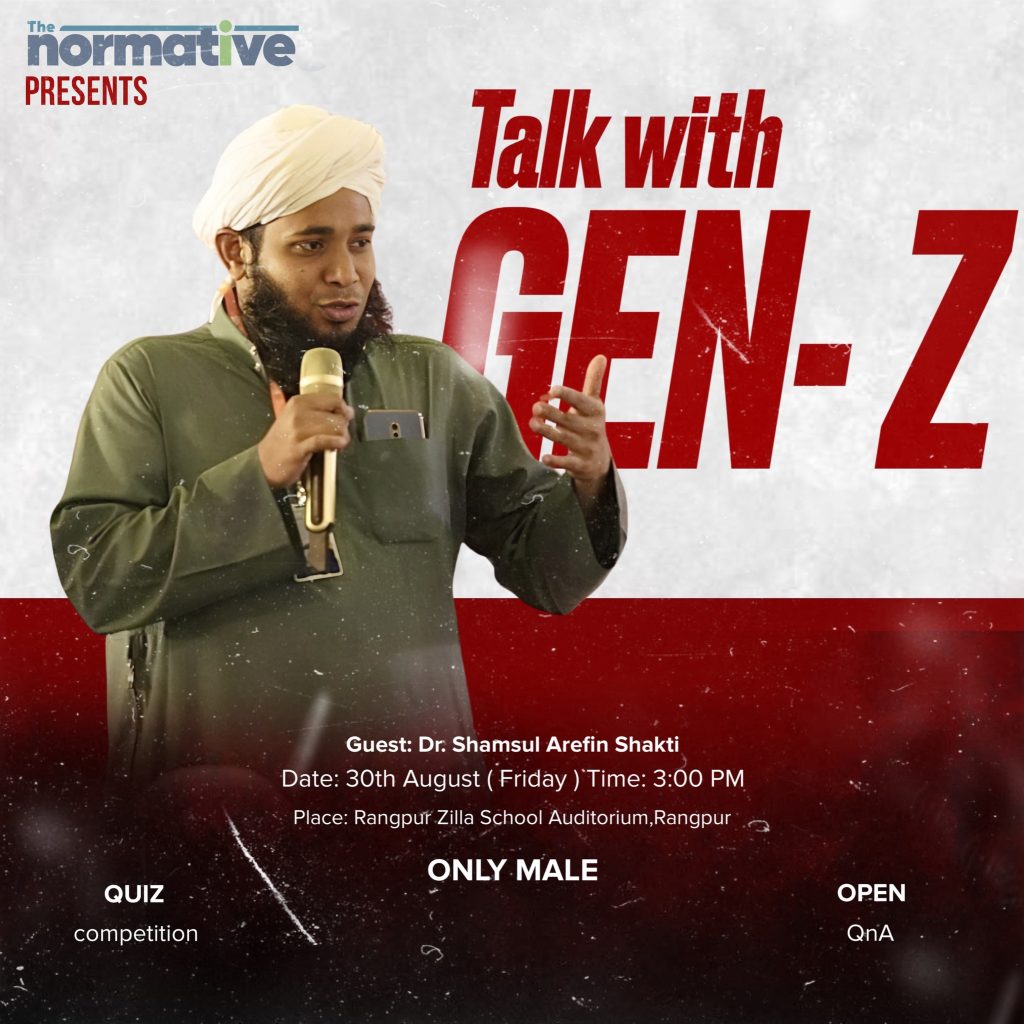 The
normative
PRESENTS
Talk with
GEN- Z
Guest: Dr. Shamsul Arefin Shakti
Date: 30th August ( Friday ) Time: 3:00 PM
Place: Rangpur Zilla School Auditorium,Rangpur
ONLY MALE
QUIZ
competition
OPEN
QnA